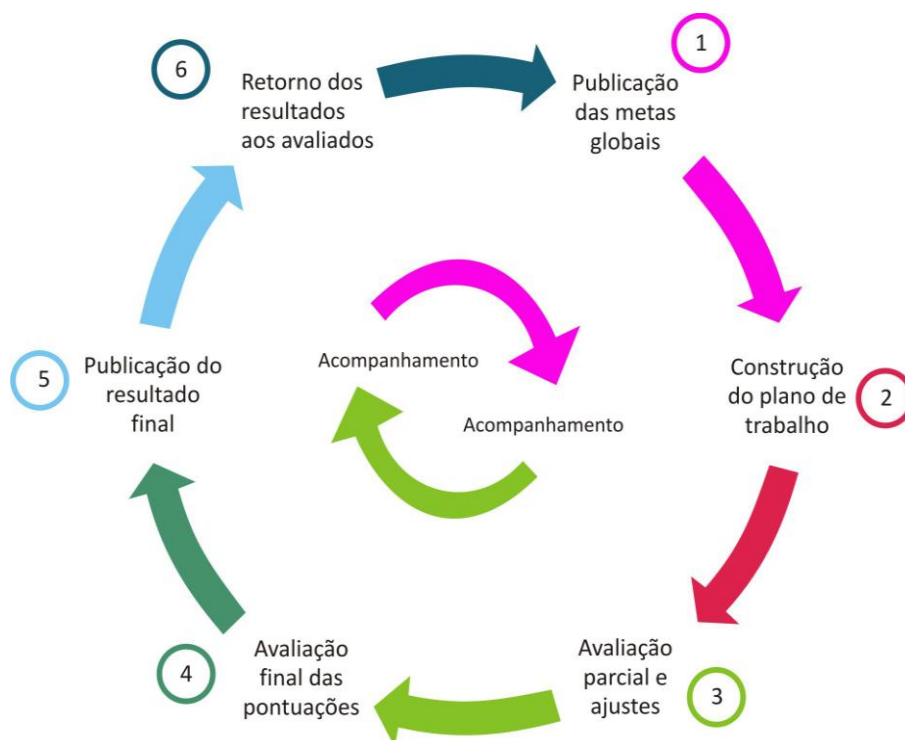 1
Publicação
das metas
globais
2
Construção
do plano de
trabalho
3
Avaliação
parcial e
ajustes
4
Avaliação
final das
pontuações
5
Publicação do
resultado
final
6
Retorno dos
resultados
aos avaliados
Acompanhamento
Acompanhamento